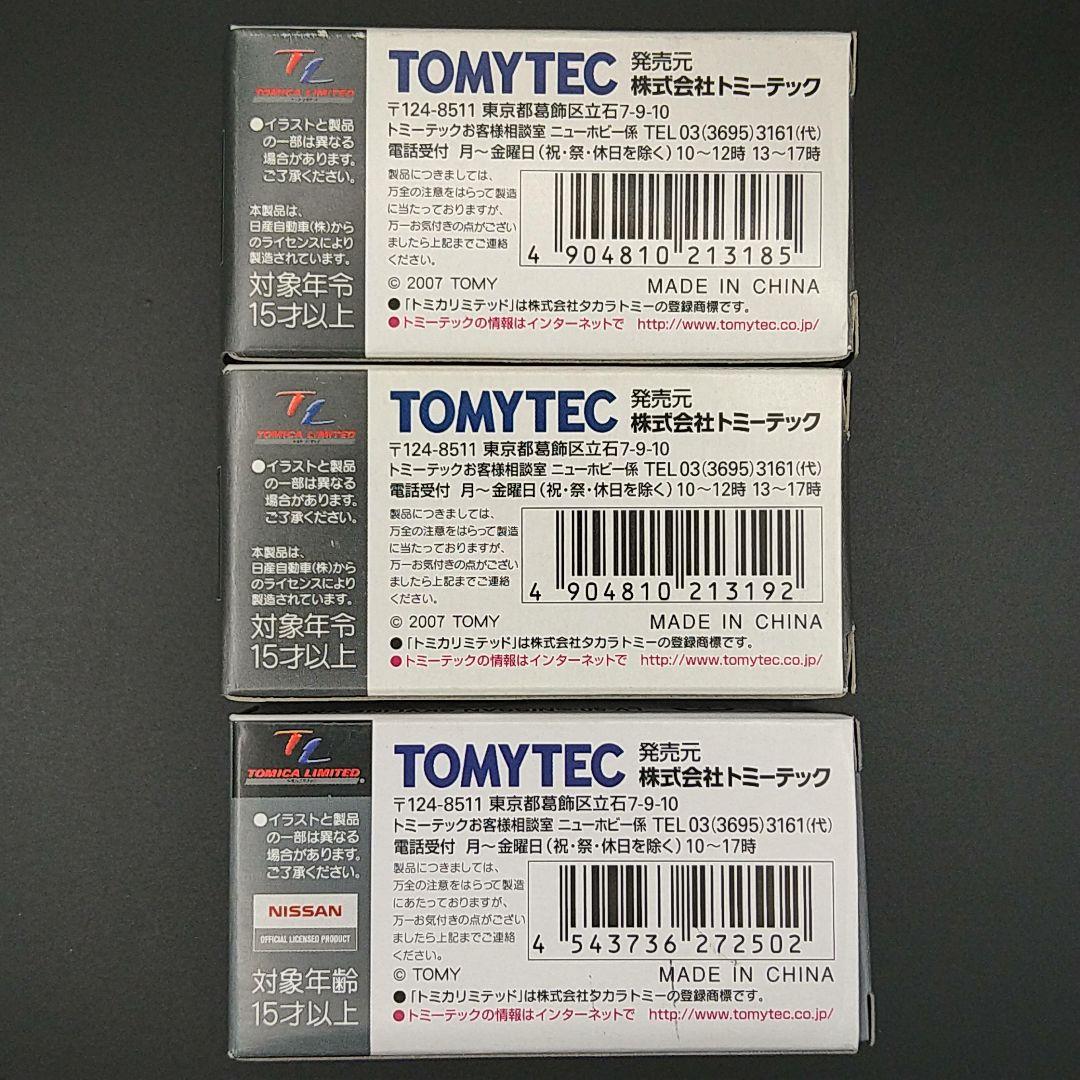 TL
TOMICA LIMITED
●イラストと製品
の一部は異なる
場合があります。
ご了承ください。
本製品は、
日産自動車(株)から
のライセンスにより
製造されています。
対象年令
15才以上
TOMYTEC 発売元
株式会社トミーテック
〒124-8511 東京都葛飾区立石7-9-10
トミーテックお客様相談室 ニューホビー係 TEL 03(3695)3161(代)
電話受付 月〜金曜日(祝・祭・休日を除く)10〜12時 13〜17時
製品につきましては、
万全の注意をはらって製造
に当たっておりますが、
万一お気付きの点がござい
ましたら上記までご連絡
ください。
4 904810 213185
© 2007 TOMY MADE IN CHINA
●「トミカリミテッド」は株式会社タカラトミーの登録商標です。
●トミーテックの情報はインターネットで http://www.tomytec.co.jp/
TL
TOMICA LIMITED
●イラストと製品
の一部は異なる
場合があります。
ご了承ください。
本製品は、
日産自動車(株)から
のライセンスにより
製造されています。
対象年令
15才以上
TOMYTEC 発売元
株式会社トミーテック
〒124-8511 東京都葛飾区立石7-9-10
トミーテックお客様相談室 ニューホビー係 TEL 03(3695)3161(代)
電話受付 月〜金曜日(祝・祭・休日を除く)10〜12時 13〜17時
製品につきましては、
万全の注意をはらって製造
に当たっておりますが、
万一お気付きの点がござい
ましたら上記までご連絡
ください。
4 904810 213192
© 2007 TOMY MADE IN CHINA
●「トミカリミテッド」は株式会社タカラトミーの登録商標です。
●トミーテックの情報はインターネットで http://www.tomytec.co.jp/
TL
TOMICA LIMITED®
●イラストと製品
の一部は異なる
場合があります。
ご了承ください。
NISSAN
OFFICIAL LICENSED PRODUCT
対象年齢
15才以上
TOMYTEC 発売元
株式会社トミーテック
〒124-8511 東京都葛飾区立石7-9-10
トミーテックお客様相談室 ニューホビー係 TEL 03(3695)3161(代)
電話受付 月〜金曜日(祝・祭・休日を除く)10〜17時
製品につきましては、
万全の注意をはらって製造
にあたっておりますが、
万一お気付きの点がござい
ましたら上記までご連絡
ください。
4 543736 272502
© TOMY MADE IN CHINA
●「トミカリミテッド」は株式会社タカラトミーの登録商標です。
●トミーテックの情報はインターネットで http://www.tomytec.co.jp/